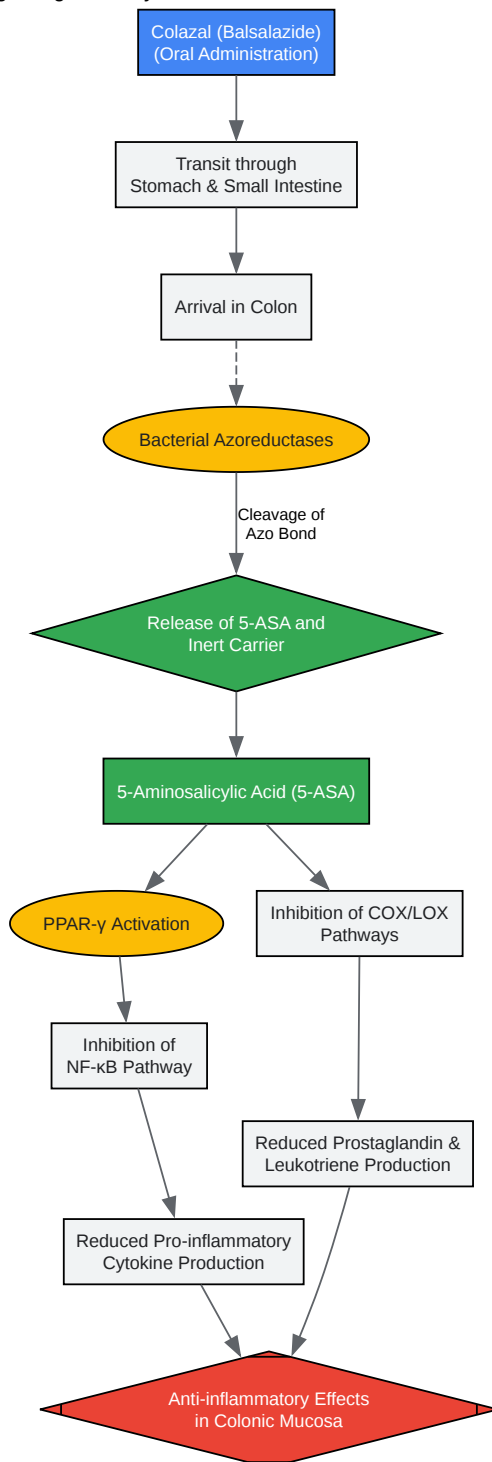 Colazal (Balsalazide)
(Oral Administration)
Transit through
Stomach & Small Intestine
Arrival in Colon
Bacterial Azoreductases
Cleavage of
Azo Bond
Release of 5-ASA and
Inert Carrier
5-Aminosalicylic Acid (5-ASA)
PPAR-γ Activation
Inhibition of COX/LOX
Pathways
Inhibition of
NF-κB Pathway
Reduced Prostaglandin &
Leukotriene Production
Reduced Pro-inflammatory
Cytokine Production
Anti-inflammatory Effects
in Colonic Mucosa